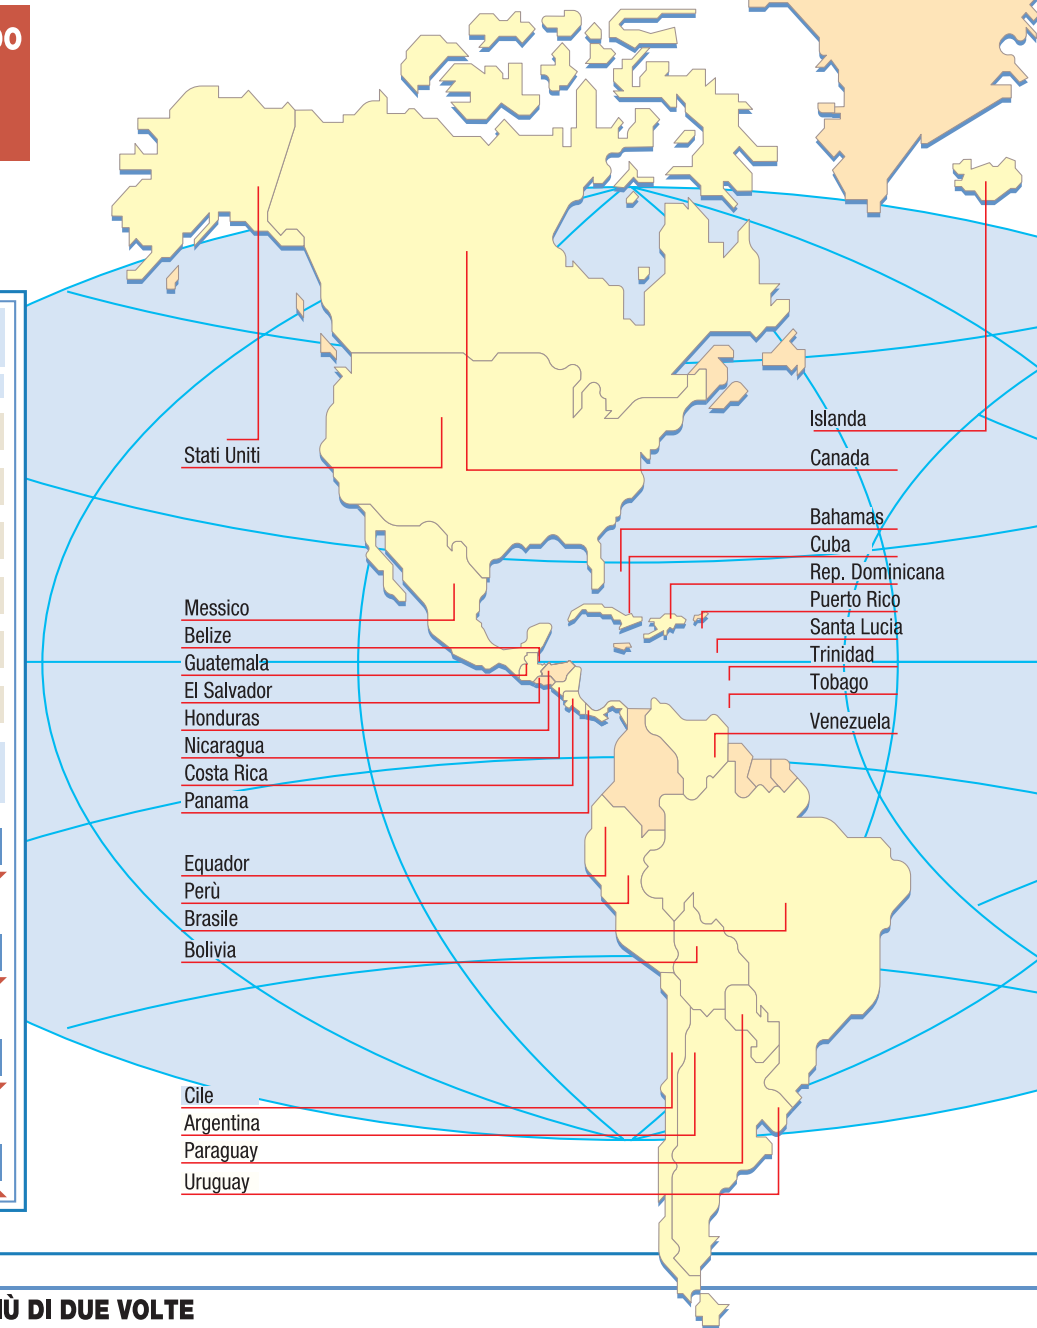 Islanda
Stati Uniti
Canada
Bahamas
Cuba
Rep. Dominicana
Puerto Rico
Santa Lucia
Trinidad
Tobago
Venezuela
Messico
Belize
Guatemala
El Salvador
Honduras
Nicaragua
Costa Rica
Panama
Equador
Perù
Brasile
Bolivia
Cile
Argentina
Paraguay
Uruguay
DI DUE VOLTE